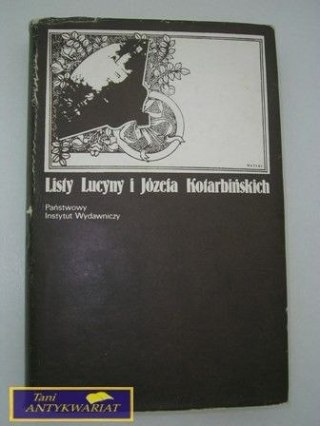 Listy Lucyny i Józefa Kotarbińskich
Państwowy
Instytut Wydawniczy
Tani
ANTYKWARIAT